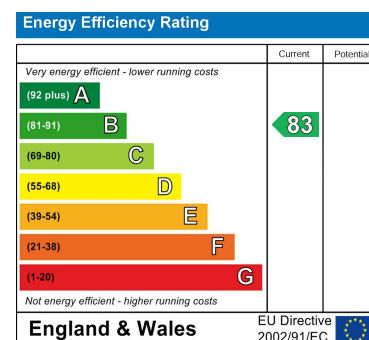 Energy Efficiency Rating
Current Potential
Very energy efficient - lower running costs
(92 plus) A
(81-91) B 83
(69-80) C
(55-68) D
(39-54) E
(21-38) F
(1-20) G
Not energy efficient - higher running costs
England & Wales
EU Directive
2002/91/EC